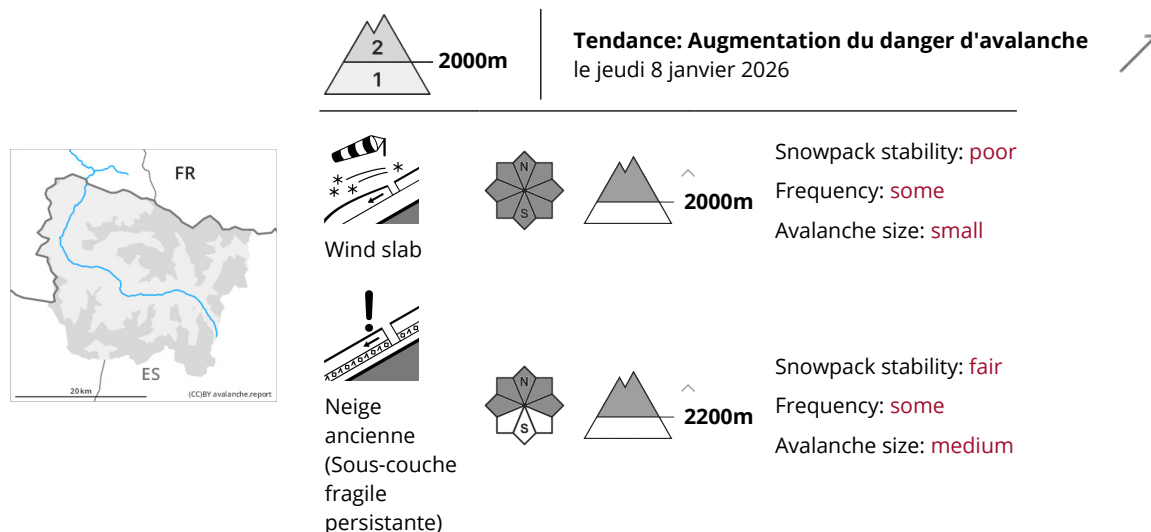 2
1
2000m
Tendance: Augmentation du danger d'avalanche
le jeudi 8 janvier 2026
FR
ES
20 km
(CC)BY avalanche.report
Wind slab
N
S
2000m
Snowpack stability: poor
Frequency: some
Avalanche size: small
Neige
ancienne
(Sous-couche
fragile
persistante)
N
S
2200m
Snowpack stability: fair
Frequency: some
Avalanche size: medium